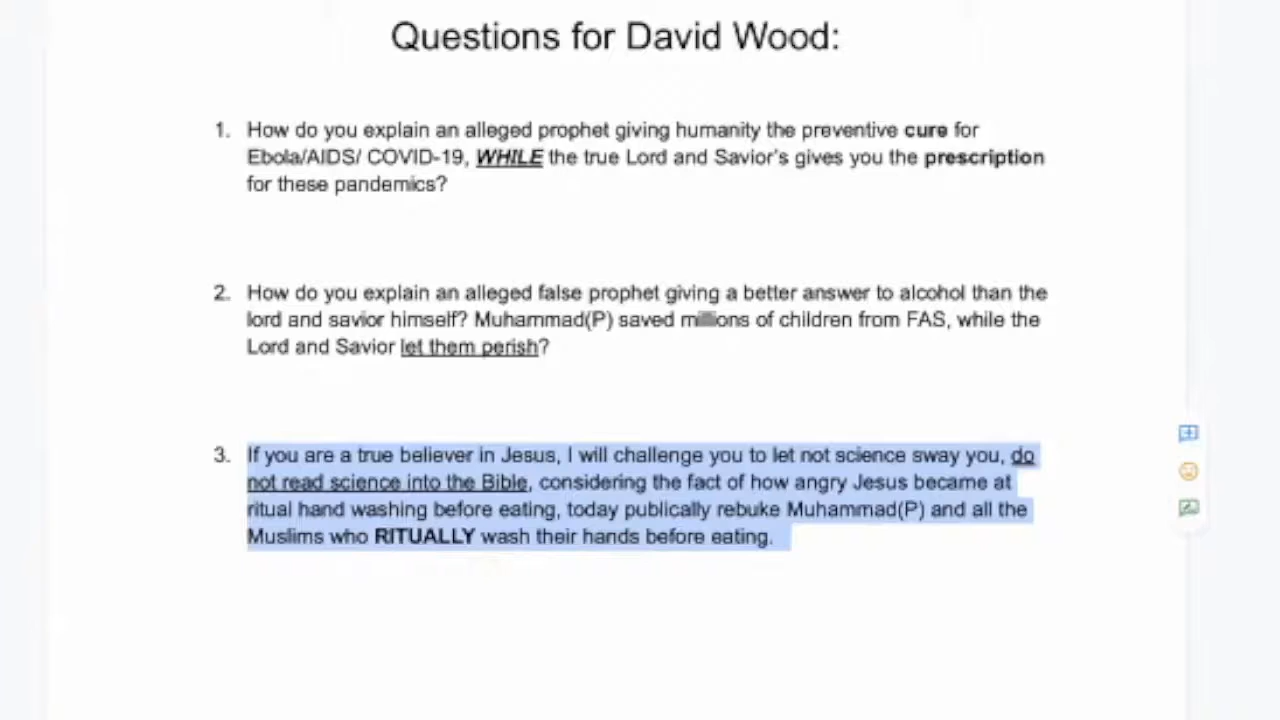 Questions for David Wood:
1. How do you explain an alleged prophet giving humanity the preventive cure for
Ebola/AIDS/ COVID-19, WHILE the true Lord and Savior's gives you the prescription
for these pandemics?
2. How do you explain an alleged false prophet giving a better answer to alcohol than the
lord and savior himself? Muhammad(P) saved millions of children from FAS, while the
Lord and Savior let them perish?
3. If you are a true believer in Jesus, I will challenge you to let not science sway you, do
not read science into the Bible, considering the fact of how angry Jesus became at
ritual hand washing before eating, today publically rebuke Muhammad(P) and all the
Muslims who RITUALLY wash their hands before eating.